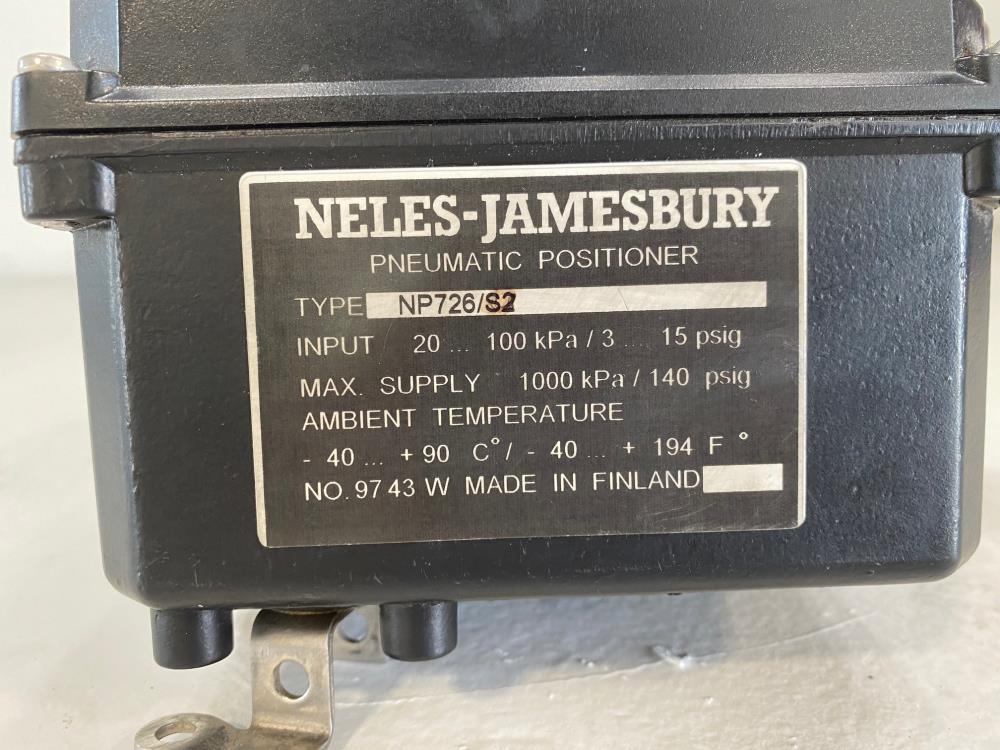 NELES-JAMESBURY
PNEUMATIC POSITIONER
TYPE NP726/S2
INPUT 20 ... 100 kPa / 3 .... 15 psig
MAX. SUPPLY 1000 kPa / 140 psig
AMBIENT TEMPERATURE
- 40 ... + 90 C° / - 40 ... + 194 F °
NO. 97 43 W MADE IN FINLAND